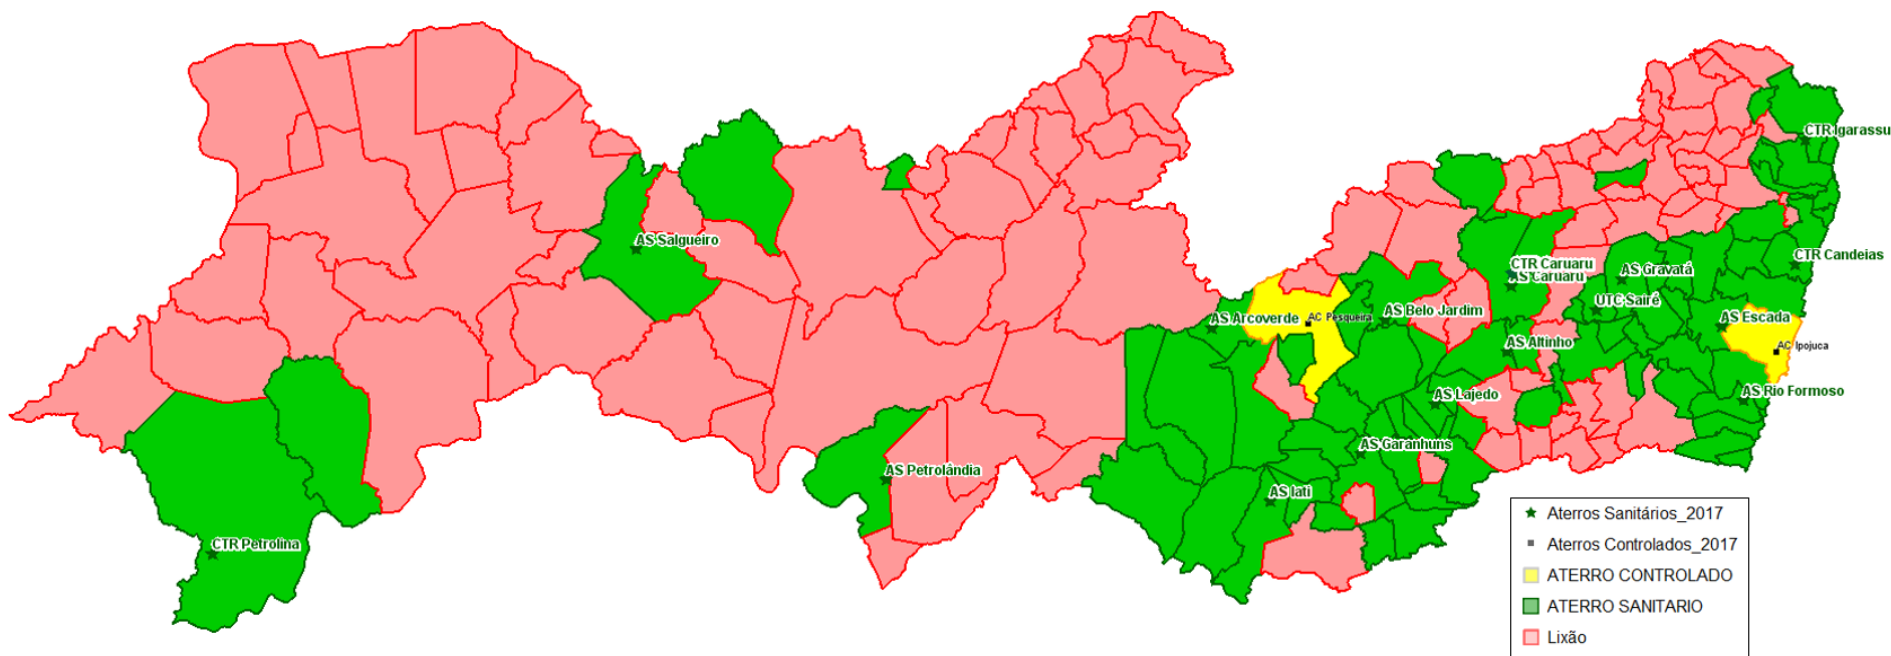 CTR Igarassu
AS Salgueiro
CTR Candeias
CTR Caruaru
AS Gravatá
AS Caruaru
UTC Sairé
AS Belo Jardim
AS Arcoverde
AC Pesqueira
AS Escada
AS Altinho
AC Ipojuca
AS Lajedo
AS Rio Formoso
AS Garanhuns
AS Petrolândia
AS Iati
CTR Petrolina
Aterros Sanitários_2017
Aterros Controlados_2017
ATERRO CONTROLADO
ATERRO SANITARIO
Lixão